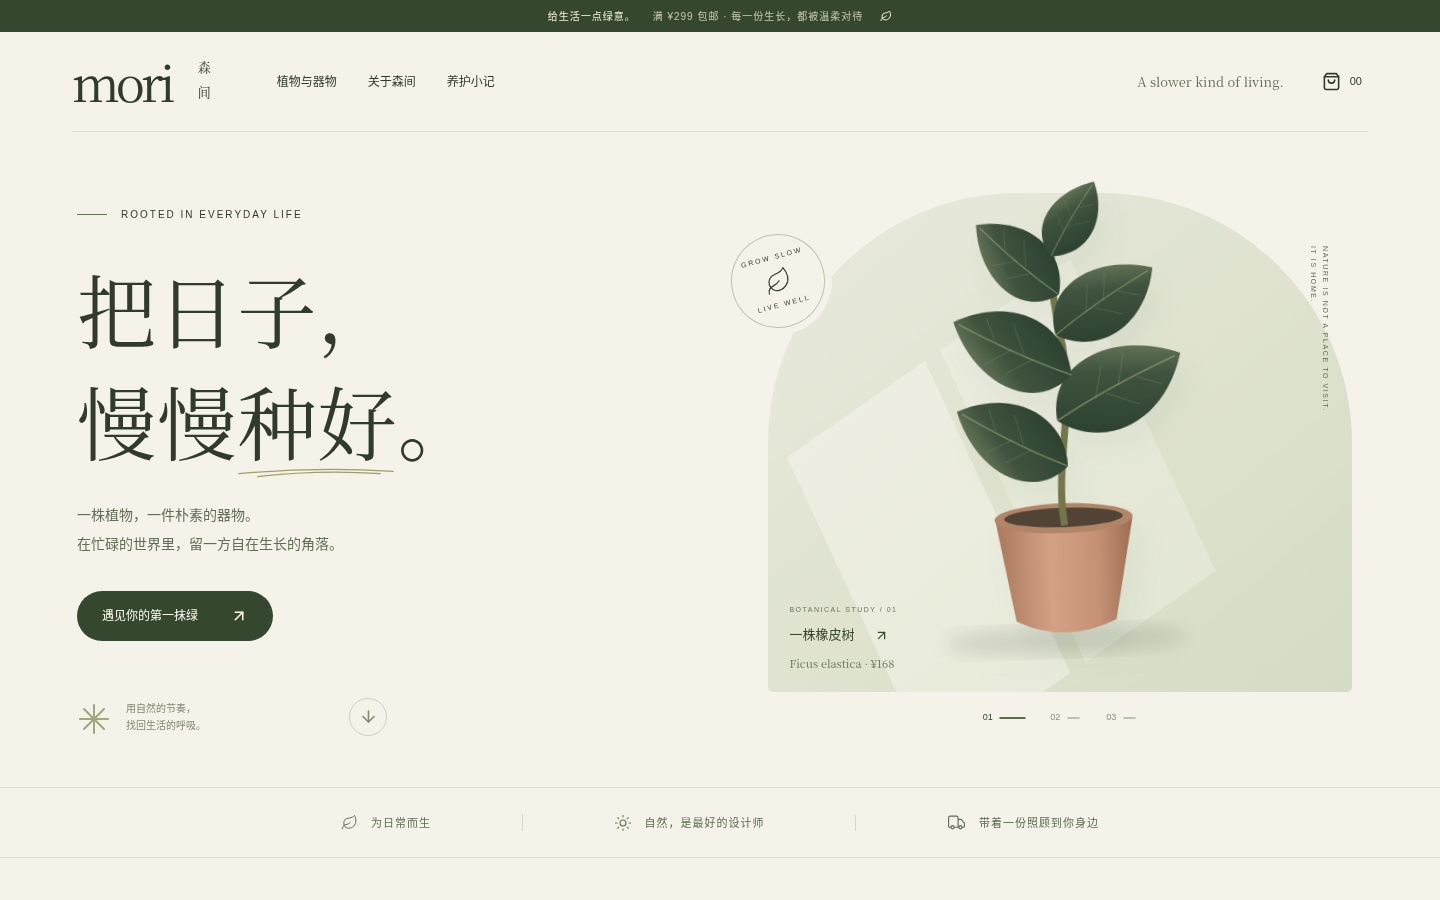 给生活一点绿意。 满 ¥299 包邮 · 每一份生长，都被温柔对待
mori 森间
植物与器物 关于森间 养护小记
A slower kind of living. 00
ROOTED IN EVERYDAY LIFE
把日子，
慢慢种好。
一株植物，一件朴素的器物。
在忙碌的世界里，留一方自在生长的角落。
遇见你的第一抹绿
用自然的节奏，
找回生活的呼吸。
GROW SLOW
LIVE WELL
NATURE IS NOT A PLACE TO VISIT.
IT IS HOME.
BOTANICAL STUDY / 01
一株橡皮树
Ficus elastica · ¥168
01 02 03
为日常而生
自然，是最好的设计师
带着一份照顾到你身边